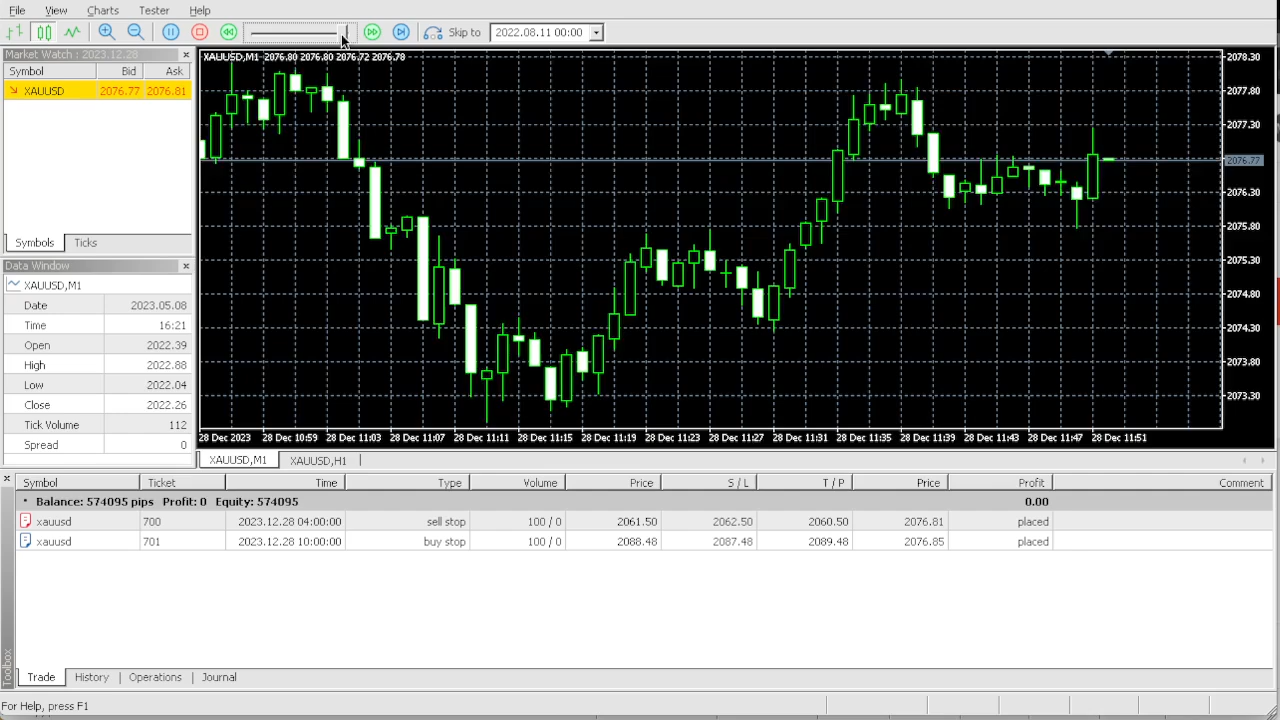 File View Charts Tester Help
Skip to 2022.08.11 00:00
Market Watch : 2023.12.28
Symbol Bid Ask
XAUUSD 2076.77 2076.81
Symbols Ticks
Data Window
XAUUSD,M1
Date 2023.05.08
Time 16:21
Open 2022.39
High 2022.88
Low 2022.04
Close 2022.26
Tick Volume 112
Spread 0
XAUUSD,M1 2076.80 2076.80 2076.72 2076.78
2078.30
2077.80
2077.30
2076.77
2076.30
2075.80
2075.30
2074.80
2074.30
2073.80
2073.30
28 Dec 2023 28 Dec 10:59 28 Dec 11:03 28 Dec 11:07 28 Dec 11:11 28 Dec 11:15 28 Dec 11:19 28 Dec 11:23 28 Dec 11:27 28 Dec 11:31 28 Dec 11:35 28 Dec 11:39 28 Dec 11:43 28 Dec 11:47 28 Dec 11:51
XAUUSD,M1 XAUUSD,H1
Symbol Ticket Time Type Volume Price S / L T / P Price Profit Comment
Balance: 574095 pips Profit: 0 Equity: 574095 0.00
xauusd 700 2023.12.28 04:00:00 sell stop 100 / 0 2061.50 2062.50 2060.50 2076.81 placed
xauusd 701 2023.12.28 10:00:00 buy stop 100 / 0 2088.48 2087.48 2089.48 2076.85 placed
Toolbox
Trade History Operations Journal
For Help, press F1